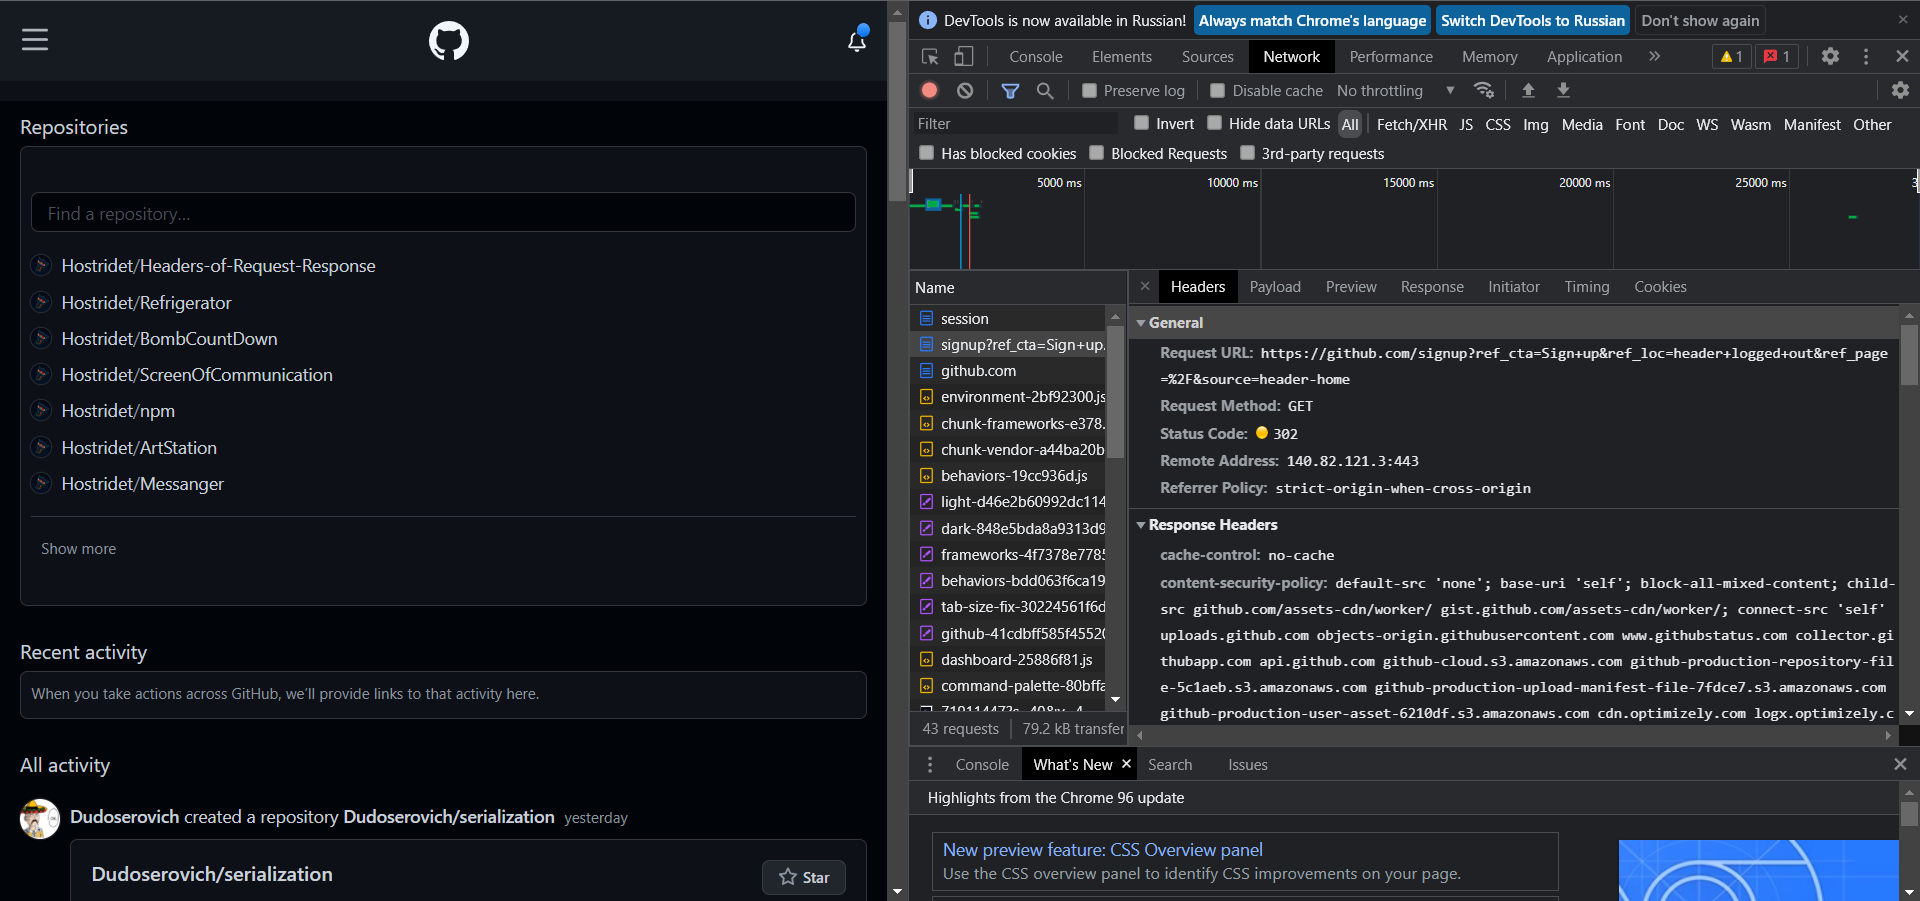 Repositories
Find a repository...
Hostridet/Headers-of-Request-Response
Hostridet/Refrigerator
Hostridet/BombCountDown
Hostridet/ScreenOfCommunication
Hostridet/npm
Hostridet/ArtStation
Hostridet/Messanger
Show more
Recent activity
When you take actions across GitHub, we'll provide links to that activity here.
All activity
Dudoserovich created a repository Dudoserovich/serialization yesterday
Dudoserovich/serialization
Star
DevTools is now available in Russian! Always match Chrome's language Switch DevTools to Russian Don't show again
Console Elements Sources Network Performance Memory Application 1 1
Preserve log Disable cache No throttling
Filter Invert Hide data URLs All Fetch/XHR JS CSS Img Media Font Doc WS Wasm Manifest Other
Has blocked cookies Blocked Requests 3rd-party requests
5000 ms 10000 ms 15000 ms 20000 ms 25000 ms 3
Name
session
signup?ref_cta=Sign+up.
github.com
environment-2bf92300.js
chunk-frameworks-e378.
chunk-vendor-a44ba20b
behaviors-19cc936d.js
light-d46e2b60992dc114
dark-848e5bda8a9313d9
frameworks-4f7378e7785
behaviors-bdd063f6ca19
tab-size-fix-30224561f6d
github-41cdbff585f45520
dashboard-25886f81.js
command-palette-80bffa
43 requests 79.2 kB transfer
Headers Payload Preview Response Initiator Timing Cookies
General
Request URL: https://github.com/signup?ref_cta=Sign+up&ref_loc=header+logged+out&ref_page
=%2F&source=header-home
Request Method: GET
Status Code: 302
Remote Address: 140.82.121.3:443
Referrer Policy: strict-origin-when-cross-origin
Response Headers
cache-control: no-cache
content-security-policy: default-src 'none'; base-uri 'self'; block-all-mixed-content; child-
src github.com/assets-cdn/worker/ gist.github.com/assets-cdn/worker/; connect-src 'self'
uploads.github.com objects-origin.githubusercontent.com www.githubstatus.com collector.gi
thubapp.com api.github.com github-cloud.s3.amazonaws.com github-production-repository-fil
e-5c1aeb.s3.amazonaws.com github-production-upload-manifest-file-7fdce7.s3.amazonaws.com
github-production-user-asset-6210df.s3.amazonaws.com cdn.optimizely.com logx.optimizely.c
Console What's New Search Issues
Highlights from the Chrome 96 update
New preview feature: CSS Overview panel
Use the CSS overview panel to identify CSS improvements on your page.